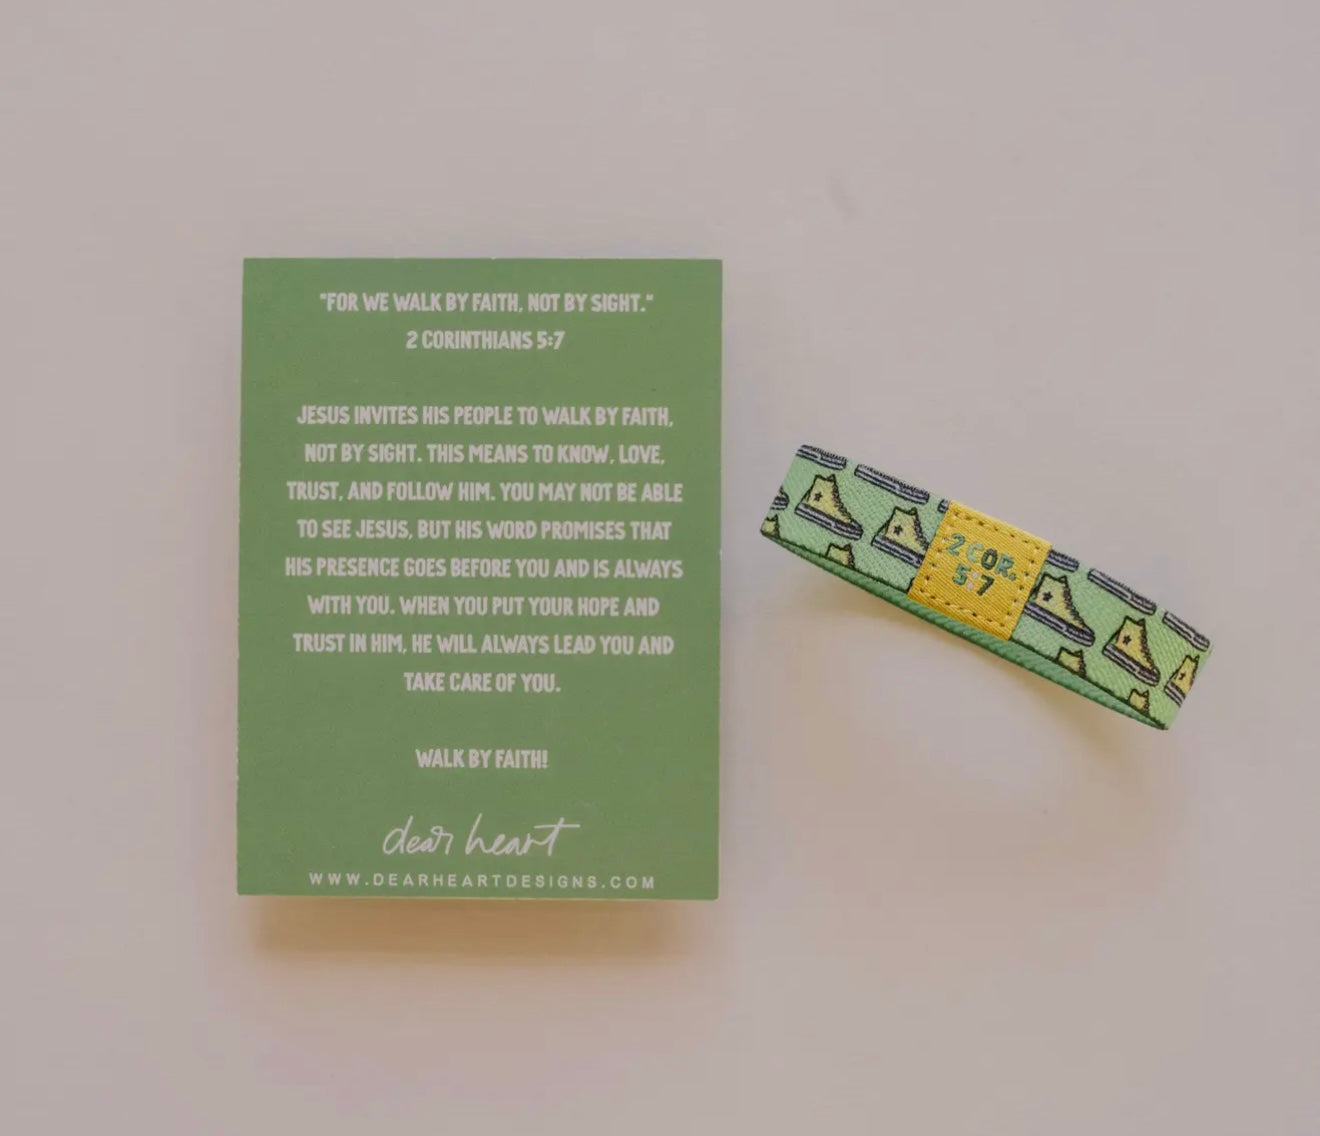 "FOR WE WALK BY FAITH, NOT BY SIGHT."
2 CORINTHIANS 5:7
JESUS INVITES HIS PEOPLE TO WALK BY FAITH,
NOT BY SIGHT. THIS MEANS TO KNOW, LOVE,
TRUST, AND FOLLOW HIM. YOU MAY NOT BE ABLE
TO SEE JESUS, BUT HIS WORD PROMISES THAT
HIS PRESENCE GOES BEFORE YOU AND IS ALWAYS
WITH YOU. WHEN YOU PUT YOUR HOPE AND
TRUST IN HIM, HE WILL ALWAYS LEAD YOU AND
TAKE CARE OF YOU.
WALK BY FAITH!
dear heart
WWW.DEARHEARTDESIGNS.COM
2 COR.
5:7